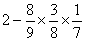 2 − 8/9 × 3/8 × 1/7